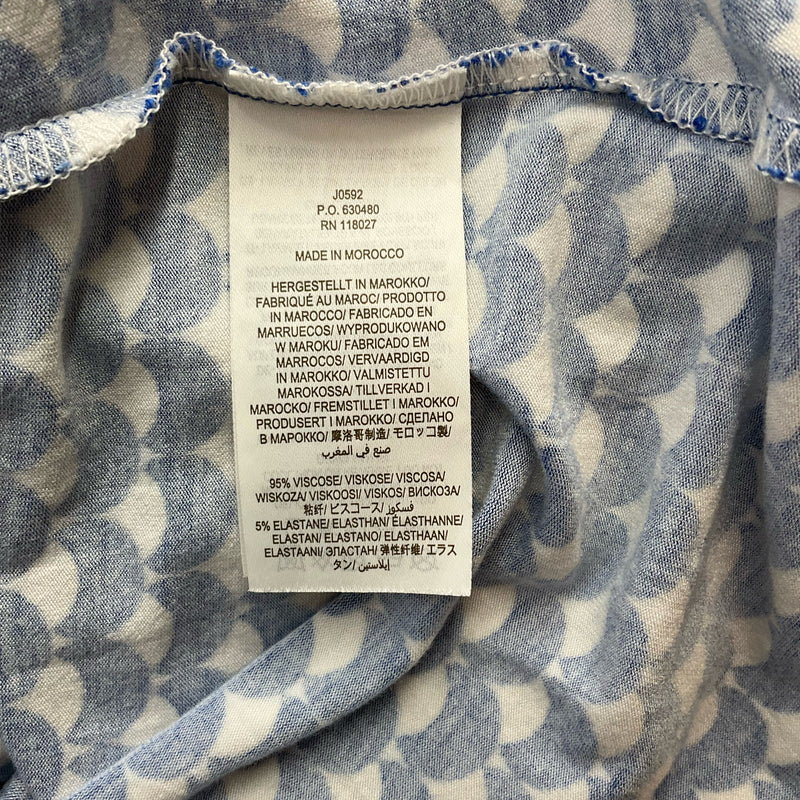 J0592
P.O. 630480
RN 118027
MADE IN MOROCCO
HERGESTELLT IN MAROKKO/
FABRIQUÉ AU MAROC/ PRODOTTO
IN MAROCCO/ FABRICADO EN
MARRUECOS/ WYPRODUKOWANO
W MAROKU/ FABRICADO EM
MARROCOS/ VERVAARDIGD
IN MAROKKO/ VALMISTETTU
MAROKOSSA/ TILLVERKAD I
MAROCKO/ FREMSTILLET I MAROKKO/
PRODUSERT I MAROKKO/ СДЕЛАНО
В МАРОККО/ 摩洛哥制造/ モロッコ製/
صنع في المغرب
95% VISCOSE/ VISKOSE/ VISCOSA/
WISKOZA/ VISKOOSI/ VISKOS/ ВИСКОЗА/
粘纤/ ビスコース/ فسكوز/
5% ELASTANE/ ELASTHAN/ ÉLASTHANNE/
ELASTAN/ ELASTANO/ ELASTHAAN/
ELASTAANI/ ЭЛАСТАН/ 弹性纤维/ エラス
タン/ إيلاستين